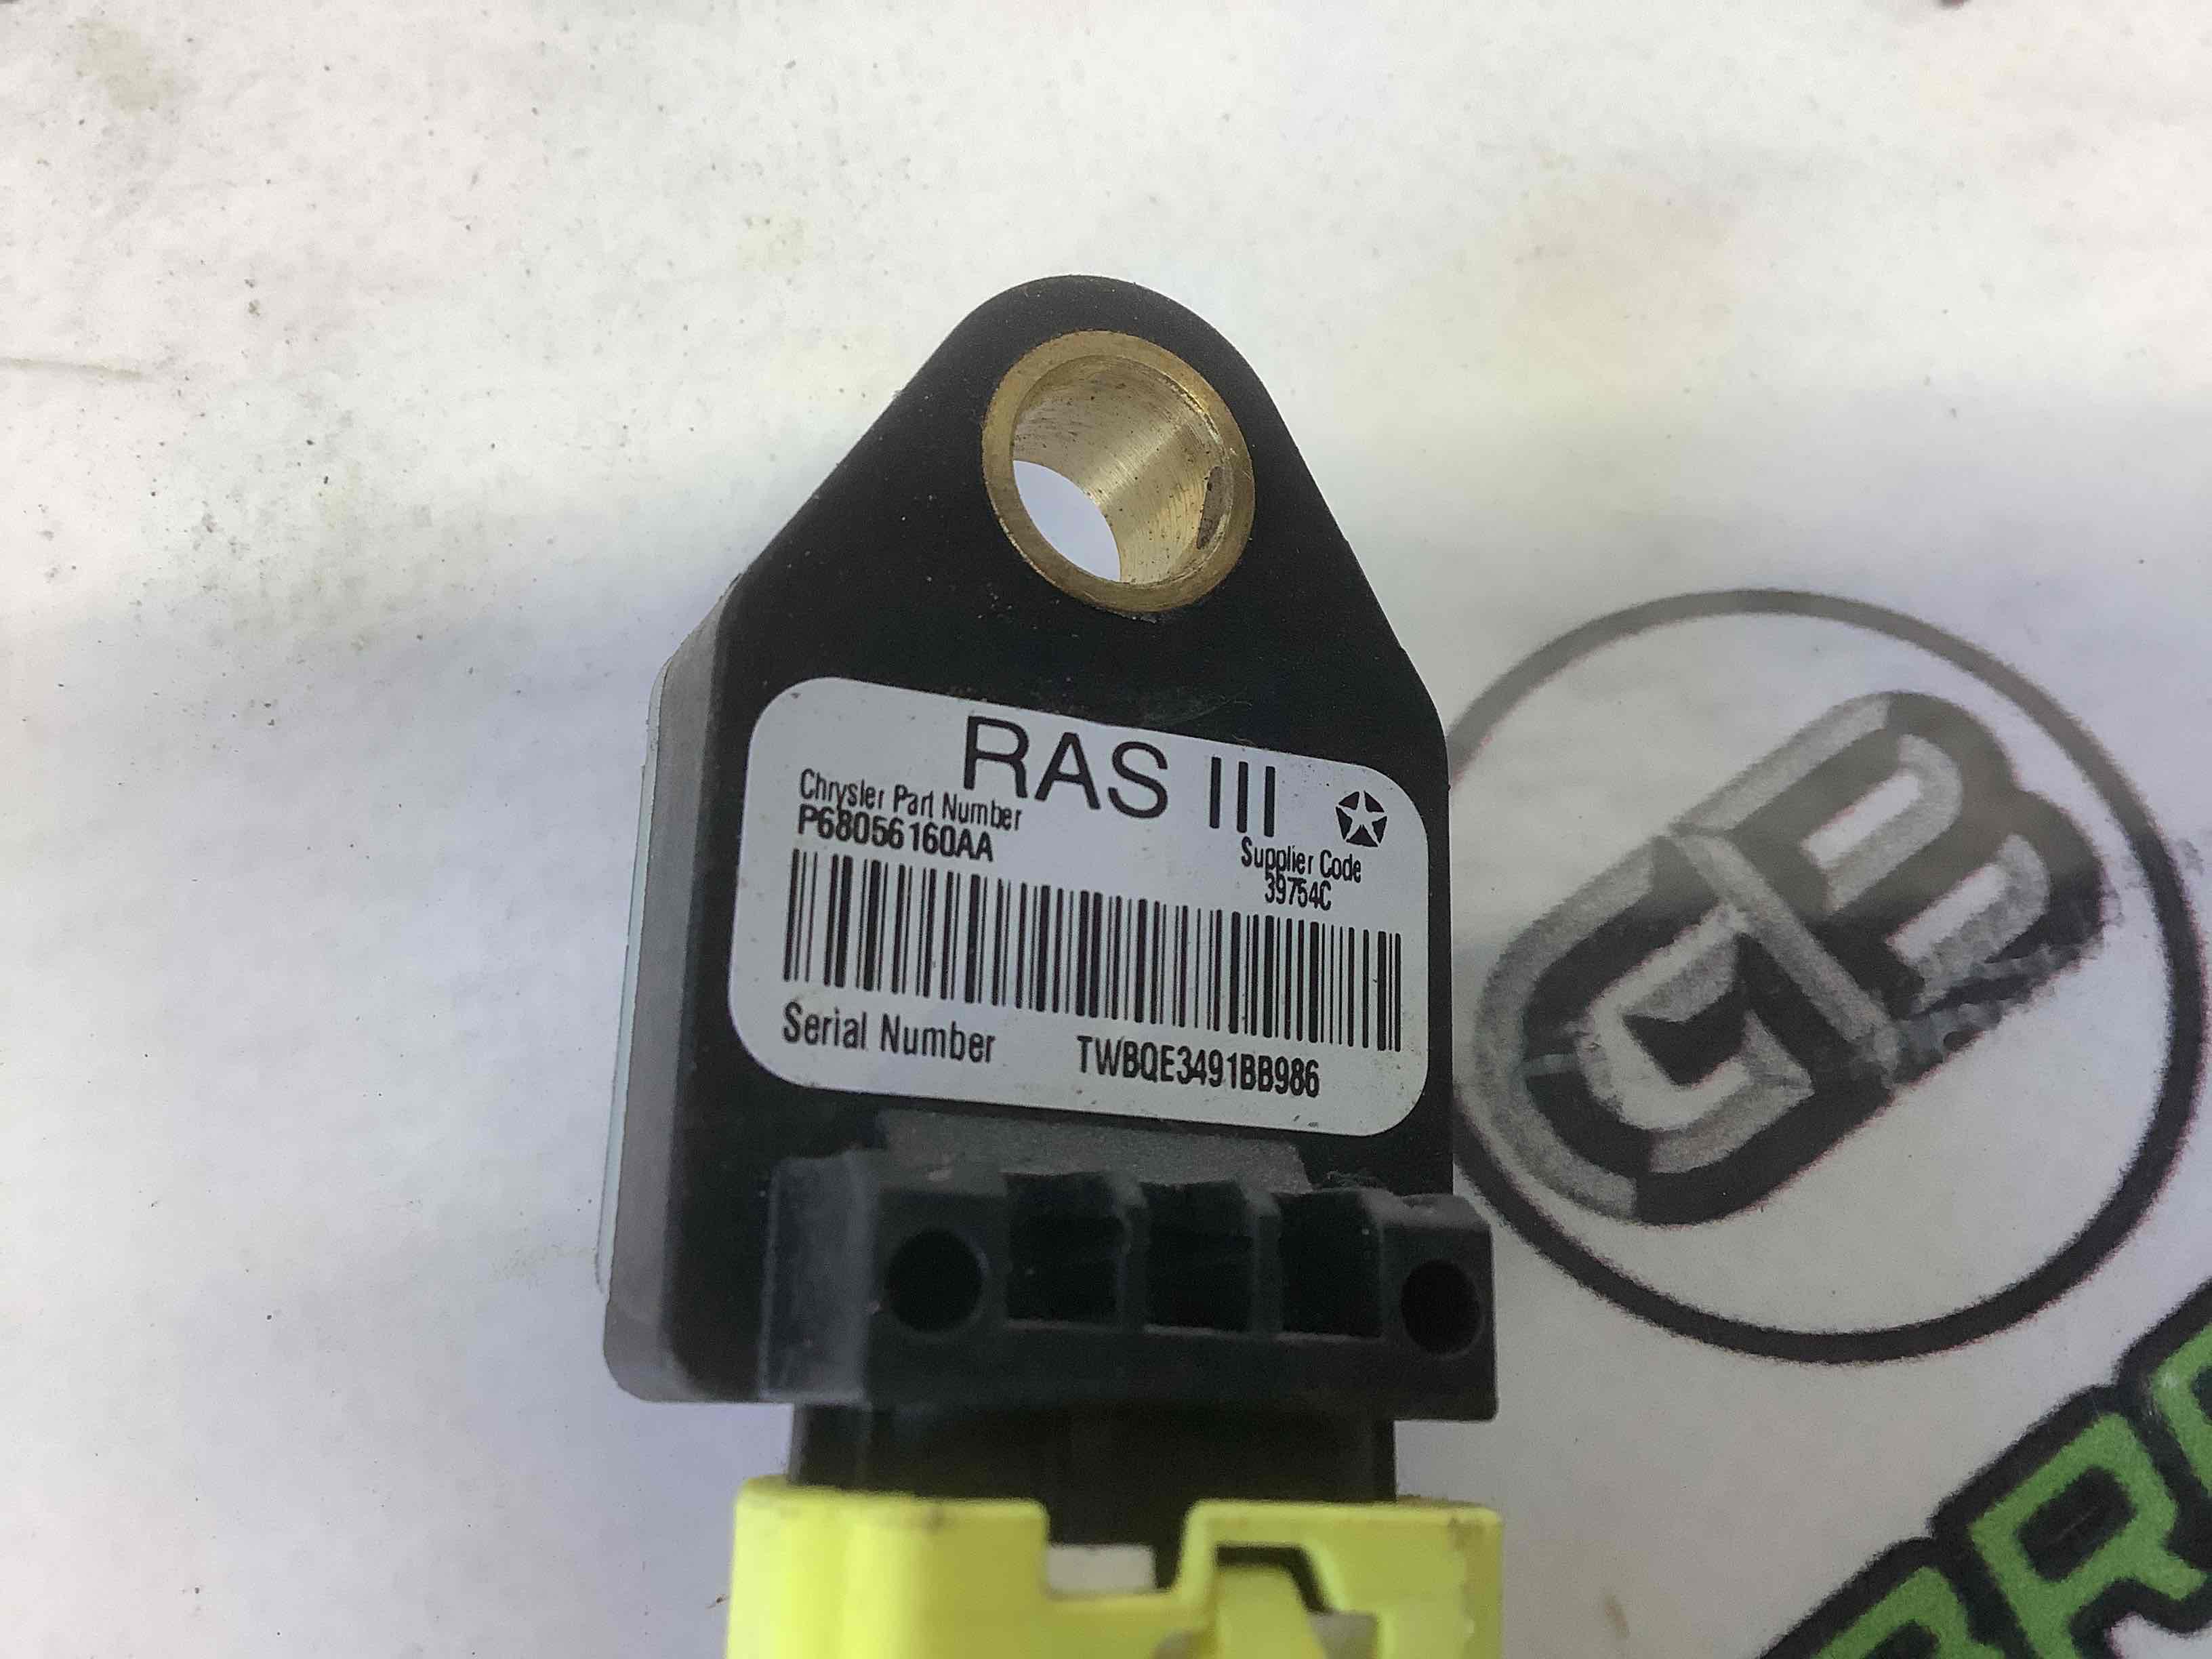 RAS III
Chrysler Part Number
P68056160AA
Supplier Code
39754C
Serial Number TWBQE3491BB986